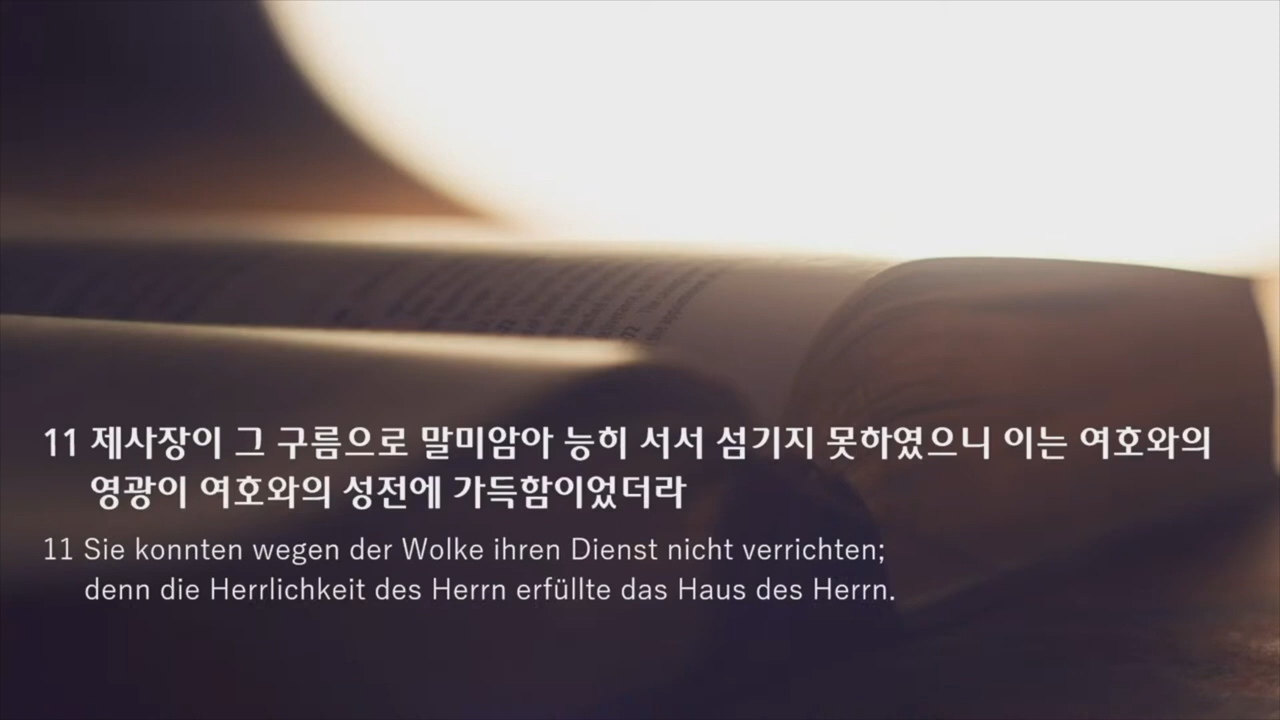 11 제사장이 그 구름으로 말미암아 능히 서서 섬기지 못하였으니 이는 여호와의
영광이 여호와의 성전에 가득함이었더라
11 Sie konnten wegen der Wolke ihren Dienst nicht verrichten;
denn die Herrlichkeit des Herrn erfüllte das Haus des Herrn.